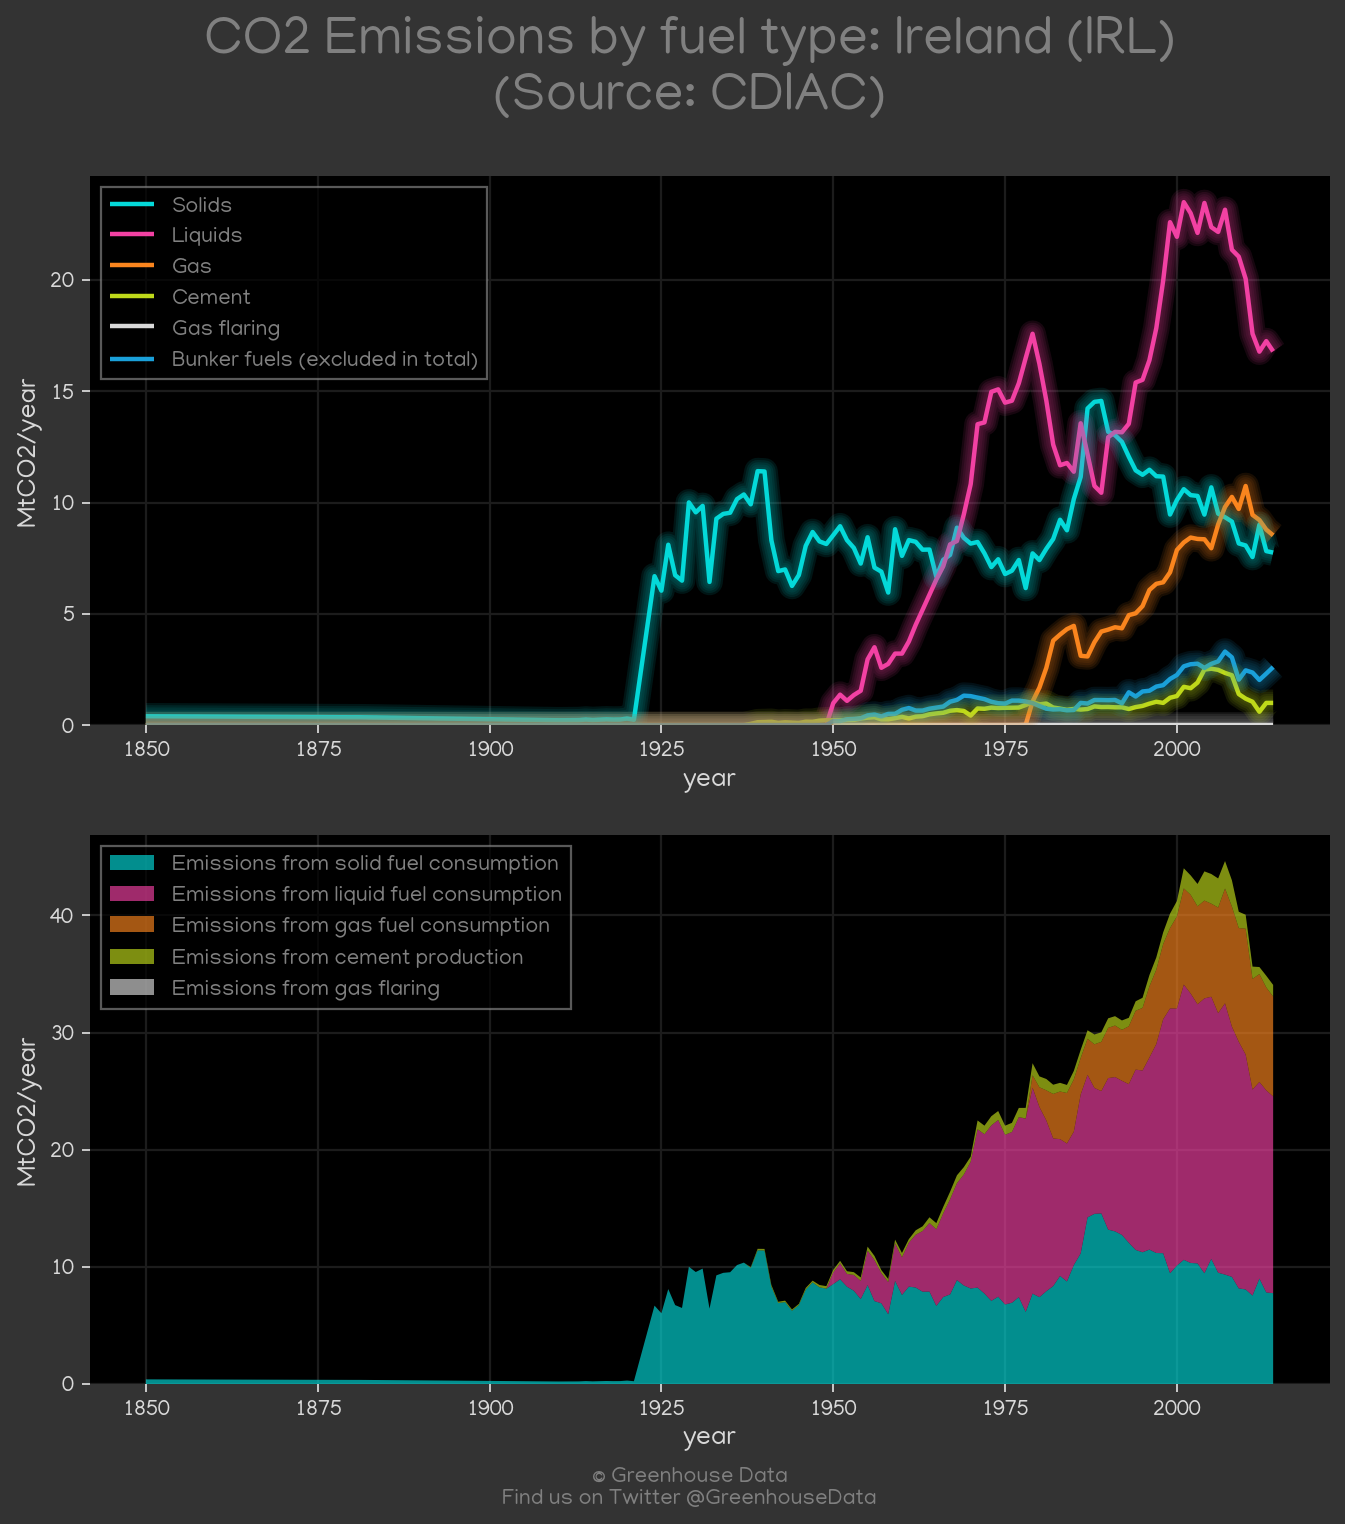 CO2 Emissions by fuel type: Ireland (IRL)
(Source: CDIAC)
Solids
Liquids
Gas
Cement
Gas flaring
Bunker fuels (excluded in total)
MtCO2/year
20
15
10
5
0
1850 1875 1900 1925 1950 1975 2000
year
Emissions from solid fuel consumption
Emissions from liquid fuel consumption
Emissions from gas fuel consumption
Emissions from cement production
Emissions from gas flaring
MtCO2/year
40
30
20
10
0
1850 1875 1900 1925 1950 1975 2000
year
© Greenhouse Data
Find us on Twitter @GreenhouseData